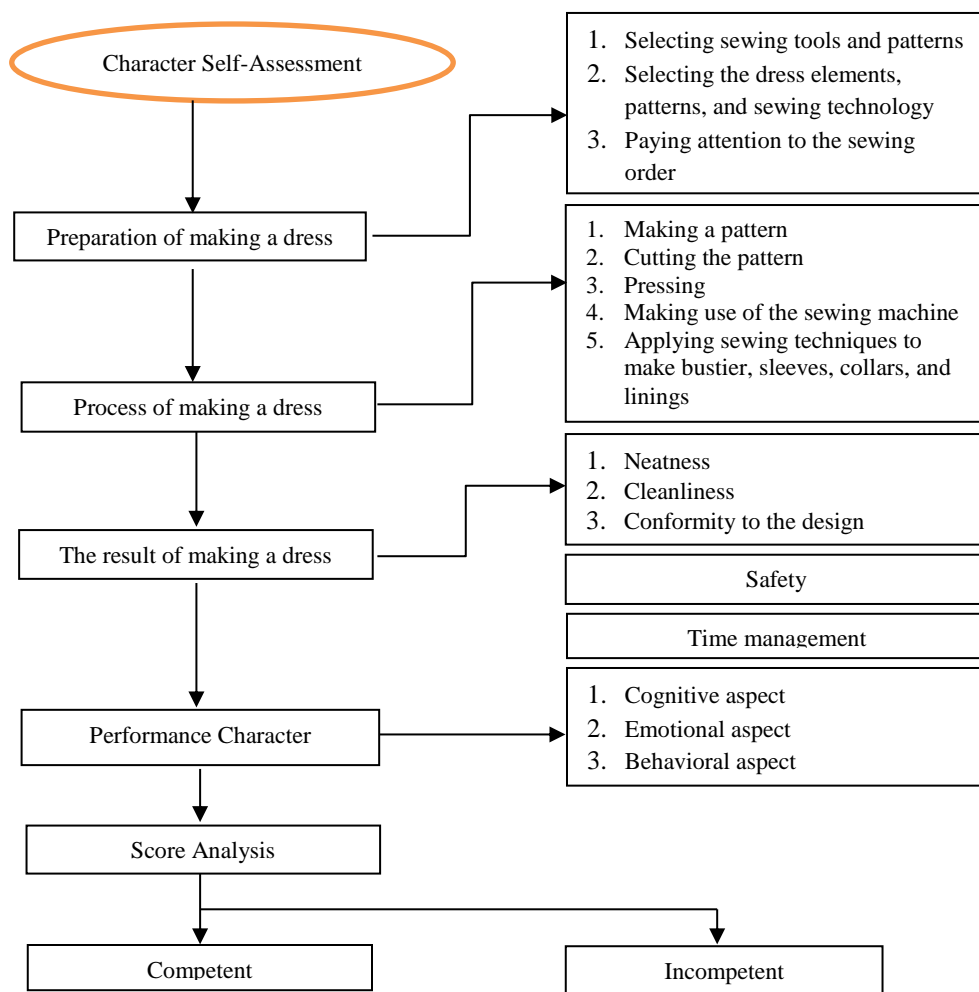 Character Self-Assessment
1. Selecting sewing tools and patterns
2. Selecting the dress elements,
patterns, and sewing technology
3. Paying attention to the sewing
order
Preparation of making a dress
1. Making a pattern
2. Cutting the pattern
3. Pressing
4. Making use of the sewing machine
5. Applying sewing techniques to
make bustier, sleeves, collars, and
linings
Process of making a dress
1. Neatness
2. Cleanliness
3. Conformity to the design
The result of making a dress
Safety
Time management
Performance Character
1. Cognitive aspect
2. Emotional aspect
3. Behavioral aspect
Score Analysis
Competent
Incompetent